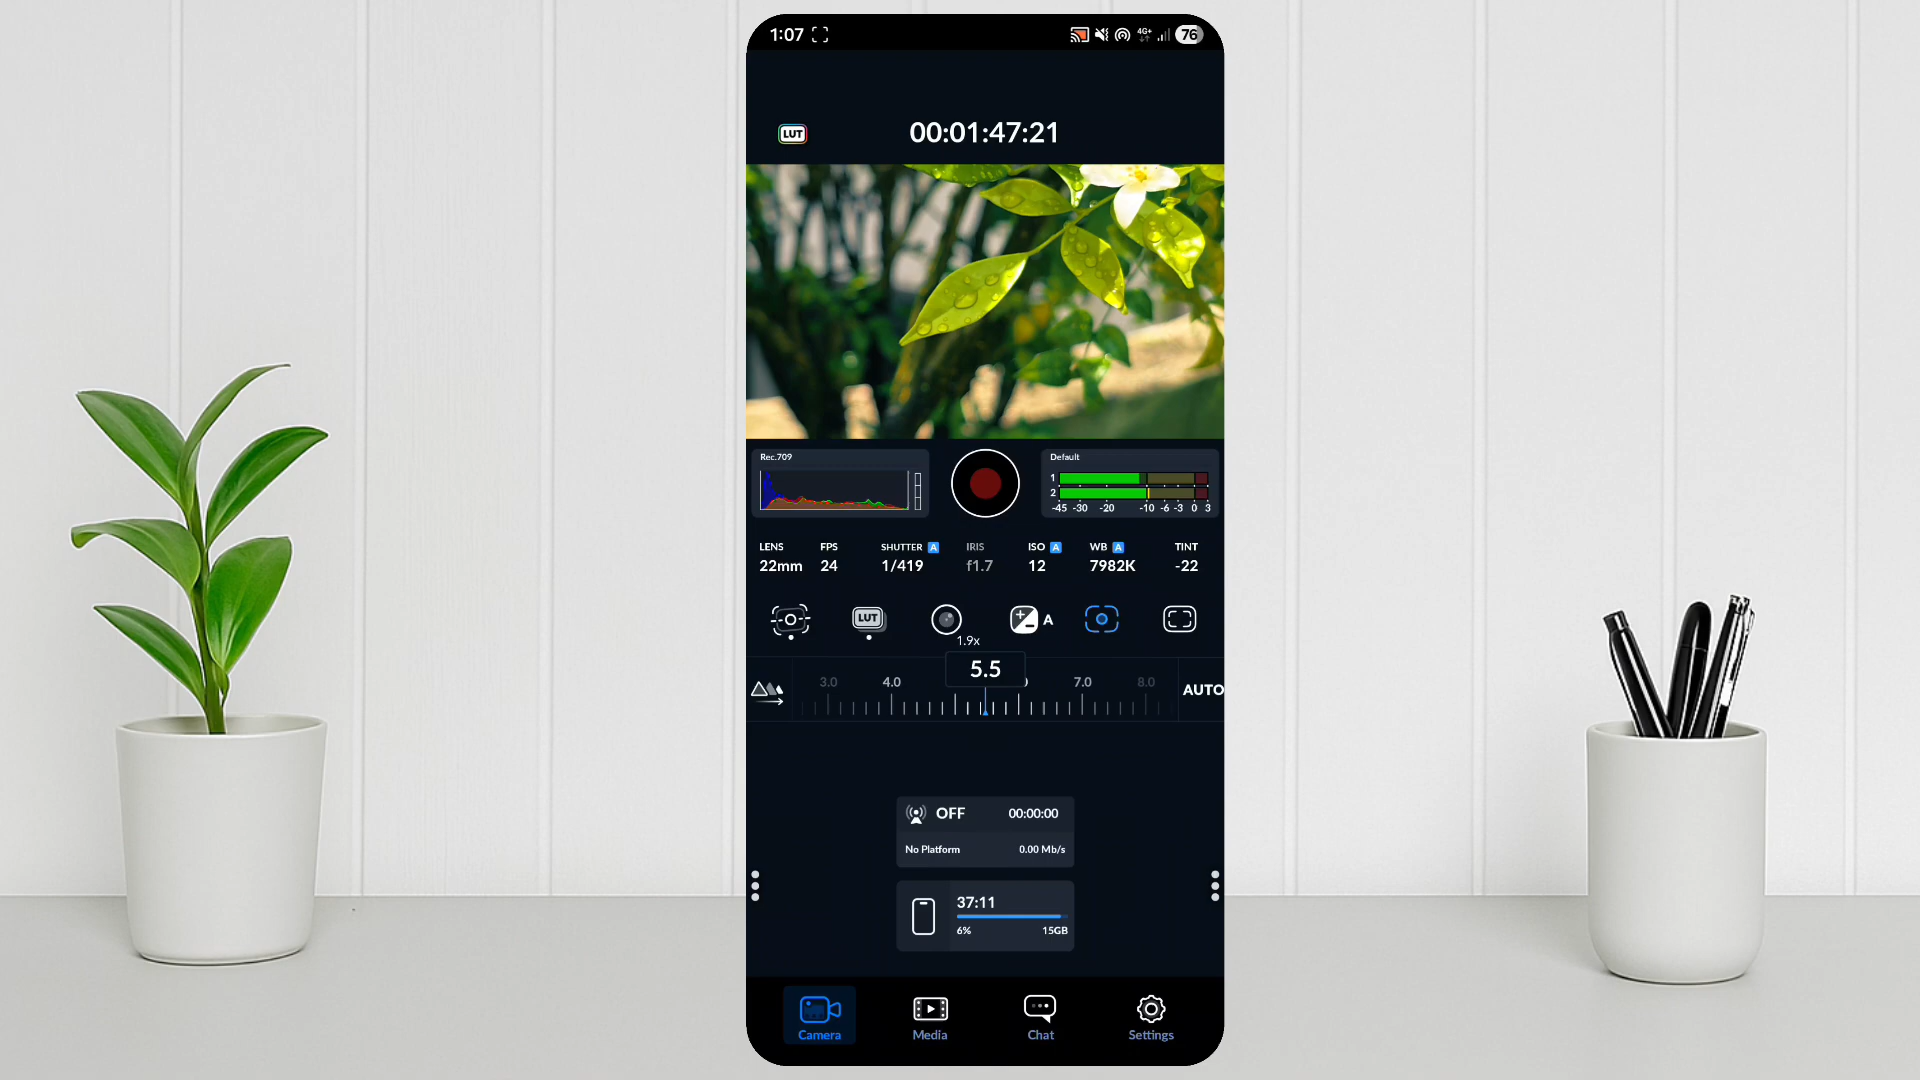 1:07
4G+
76
LUT
00:01:47:21
Rec.709
Default
1
2
-45 -30 -20 -10 -6 -3 0 3
LENS FPS SHUTTER A IRIS ISO A WB A TINT
22mm 24 1/419 f1.7 12 7982K -22
LUT
A
1.9x
5.5
3.0 4.0 7.0 8.0
AUTO
OFF 00:00:00
No Platform 0.00 Mb/s
37:11
6% 15GB
Camera Media Chat Settings